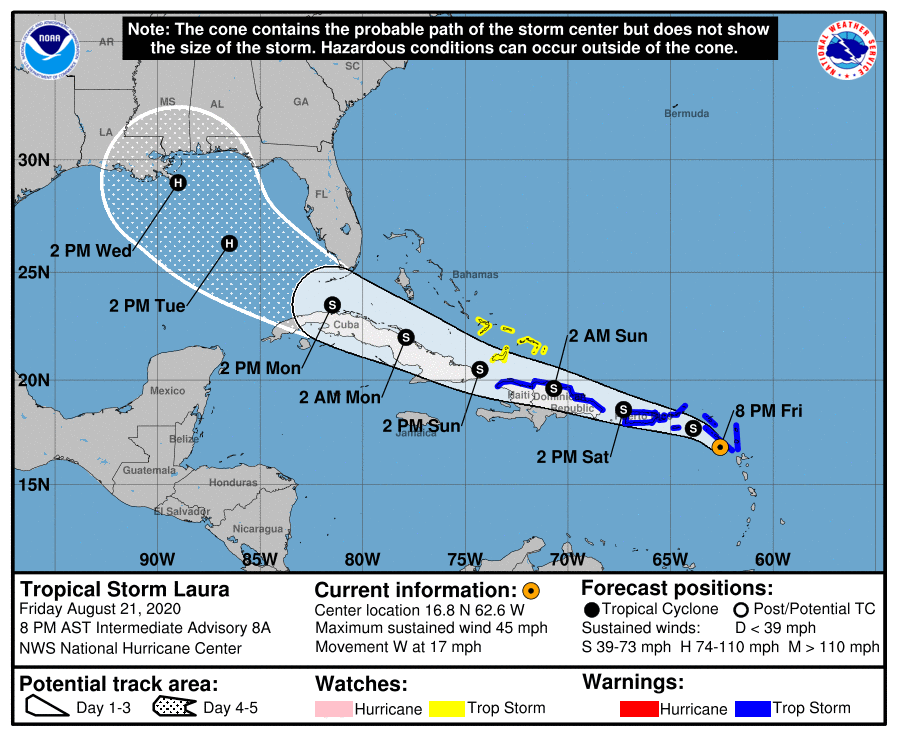 Note: The cone contains the probable path of the storm center but does not show
the size of the storm. Hazardous conditions can occur outside of the cone.
NOAA
NATIONAL WEATHER SERVICE
AR
SC
MS
AL
GA
LA
Bermuda
30N
FL
2 PM Wed
25N
Bahamas
2 PM Tue
Cuba
2 AM Sun
2 PM Mon
20N
Mexico
2 AM Mon
Haiti
Dominican
Republic
8 PM Fri
2 PM Sun
Jamaica
Belize
2 PM Sat
Guatemala
15N
Honduras
El Salvador
Nicaragua
90W 85W 80W 75W 70W 65W 60W
Tropical Storm Laura
Friday August 21, 2020
8 PM AST Intermediate Advisory 8A
NWS National Hurricane Center
Current information:
Center location 16.8 N 62.6 W
Maximum sustained wind 45 mph
Movement W at 17 mph
Forecast positions:
Tropical Cyclone Post/Potential TC
Sustained winds: D < 39 mph
S 39-73 mph H 74-110 mph M > 110 mph
Potential track area:
Day 1-3 Day 4-5
Watches:
Hurricane Trop Storm
Warnings:
Hurricane Trop Storm